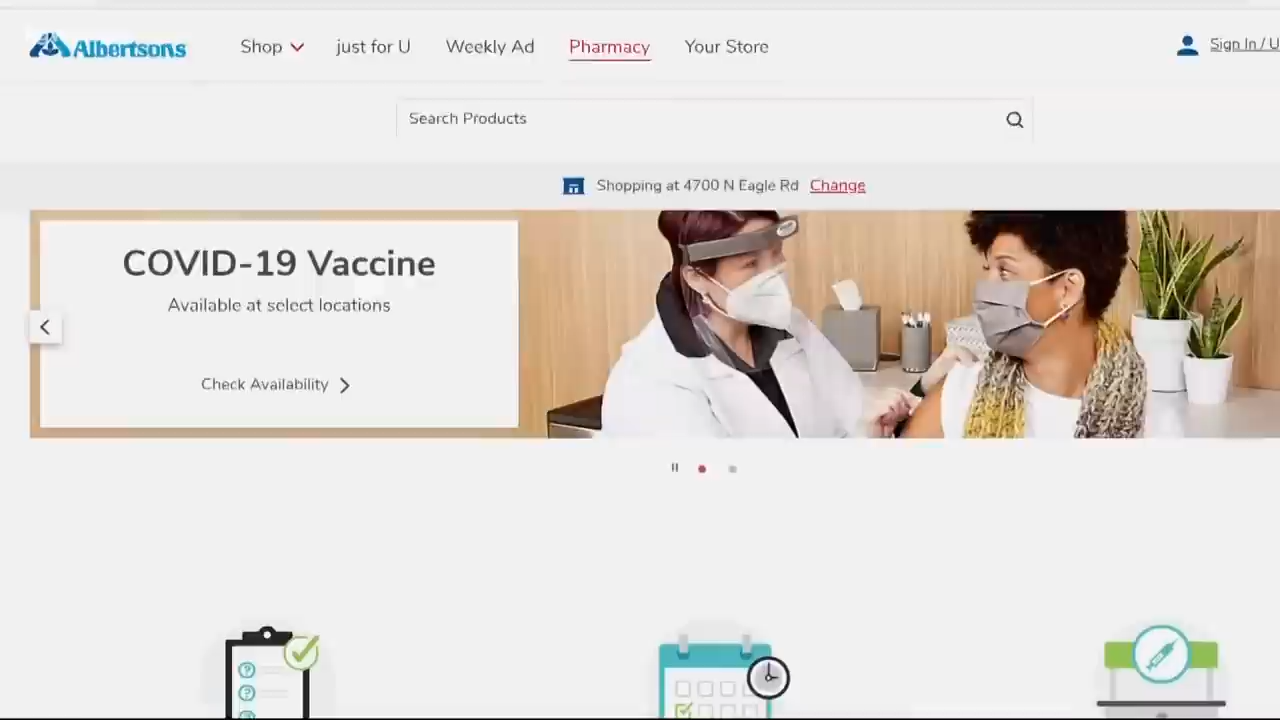 Albertsons
Shop just for U Weekly Ad Pharmacy Your Store
Sign In / U
Search Products
Shopping at 4700 N Eagle Rd Change
COVID-19 Vaccine
Available at select locations
Check Availability